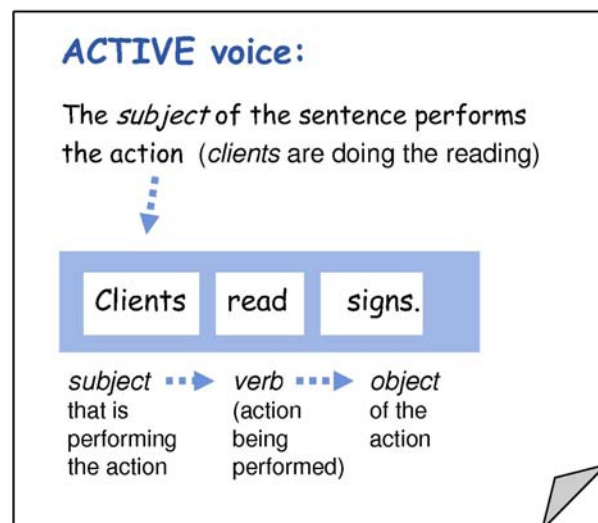 ACTIVE voice:
The subject of the sentence performs
the action (clients are doing the reading)
Clients read signs.
subject
that is
performing
the action
verb
(action
being
performed)
object
of the
action